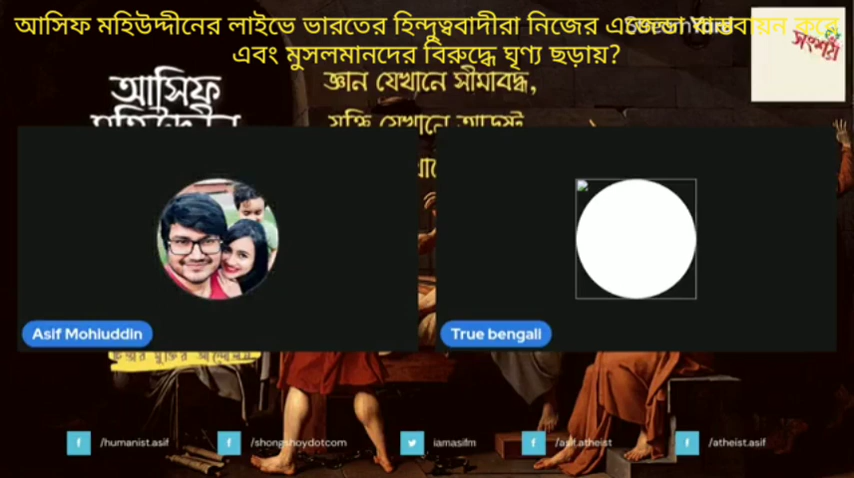 আসিফ মহিউদ্দীনের লাইভে ভারতের হিন্দুত্ববাদীরা নিজের এজেন্ডা বাস্তবায়ন করে
এবং মুসলমানদের বিরুদ্ধে ঘৃণ্য ছড়ায়?
সংশয়
আসিফ
জ্ঞান যেখানে সীমাবদ্ধ,
যেখানে
Asif Mohiuddin
True bengali
/humanist.asif
/shongshoydotcom
iamasifm
/asif.atheist
/atheist.asif